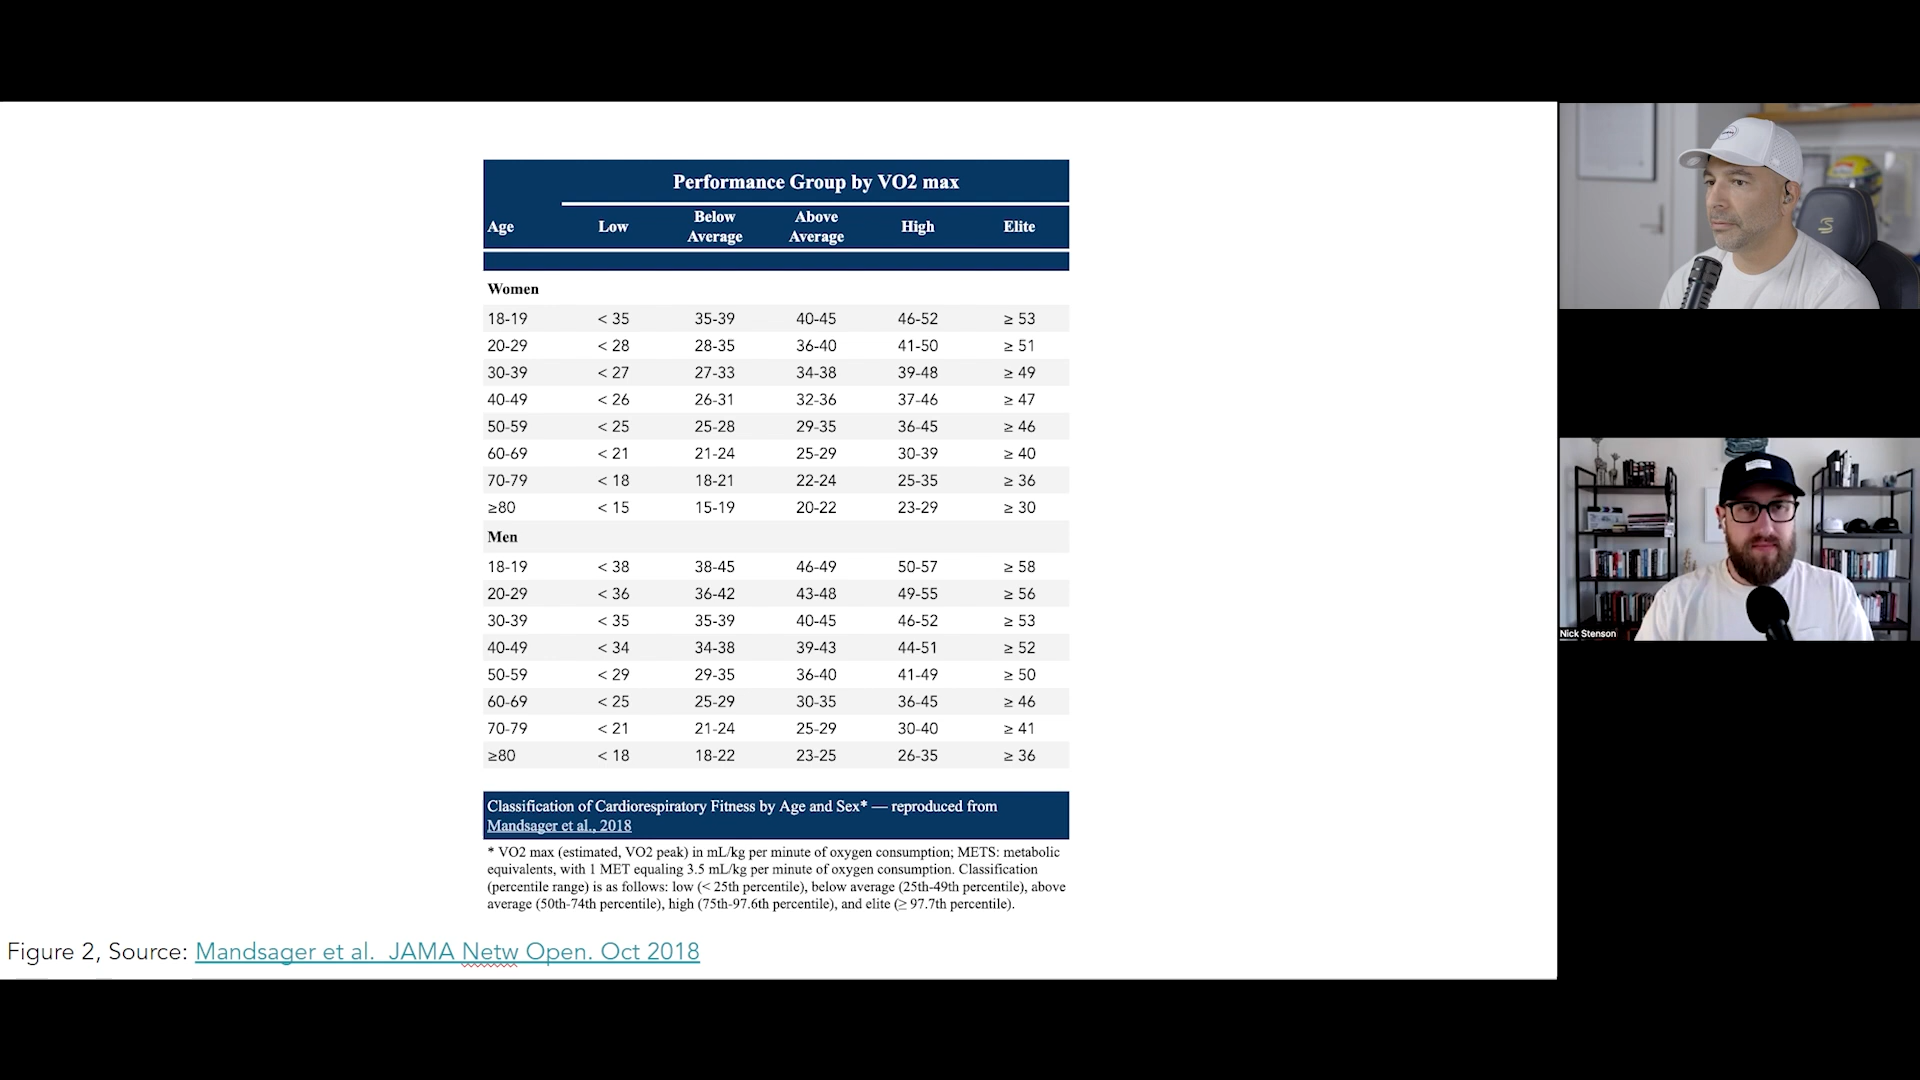 Performance Group by VO2 max
Age Low Below Average Above Average High Elite
Women
18-19 < 35 35-39 40-45 46-52 ≥ 53
20-29 < 28 28-35 36-40 41-50 ≥ 51
30-39 < 27 27-33 34-38 39-48 ≥ 49
40-49 < 26 26-31 32-36 37-46 ≥ 47
50-59 < 25 25-28 29-35 36-45 ≥ 46
60-69 < 21 21-24 25-29 30-39 ≥ 40
70-79 < 18 18-21 22-24 25-35 ≥ 36
≥80 < 15 15-19 20-22 23-29 ≥ 30
Men
18-19 < 38 38-45 46-49 50-57 ≥ 58
20-29 < 36 36-42 43-48 49-55 ≥ 56
30-39 < 35 35-39 40-45 46-52 ≥ 53
40-49 < 34 34-38 39-43 44-51 ≥ 52
50-59 < 29 29-35 36-40 41-49 ≥ 50
60-69 < 25 25-29 30-35 36-45 ≥ 46
70-79 < 21 21-24 25-29 30-40 ≥ 41
≥80 < 18 18-22 23-25 26-35 ≥ 36
Classification of Cardiorespiratory Fitness by Age and Sex* — reproduced from
Mandsager et al., 2018
* VO2 max (estimated, VO2 peak) in mL/kg per minute of oxygen consumption; METS: metabolic
equivalents, with 1 MET equaling 3.5 mL/kg per minute of oxygen consumption. Classification
(percentile range) is as follows: low (< 25th percentile), below average (25th-49th percentile), above
average (50th-74th percentile), high (75th-97.6th percentile), and elite (≥ 97.7th percentile).
Figure 2, Source: Mandsager et al. JAMA Netw Open. Oct 2018
Nick Stenson